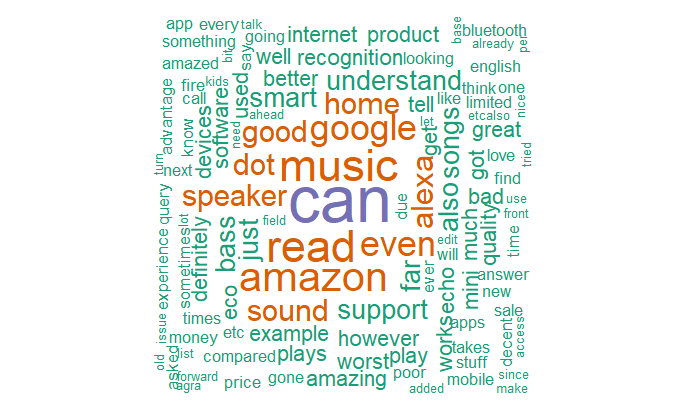 app every talk going internet product base bluetooth
something bit say already per
amazed well recognition looking english
fire kids better understand think one
call used smart home tell like limited nice
advantage know devices software ahead good google let get etcalso great
turn next need dot music alexa also songs got love tried
experience query speaker can due find bad use
sometimes slot definitely just field read even edit will much quality front time
eco bass amazon far ever echo mini answer new
issue times etc sound support works apps sale decent access
old money example however takes
list asked compared plays worst play stuff since
forward agra price gone amazing poor added mobile make